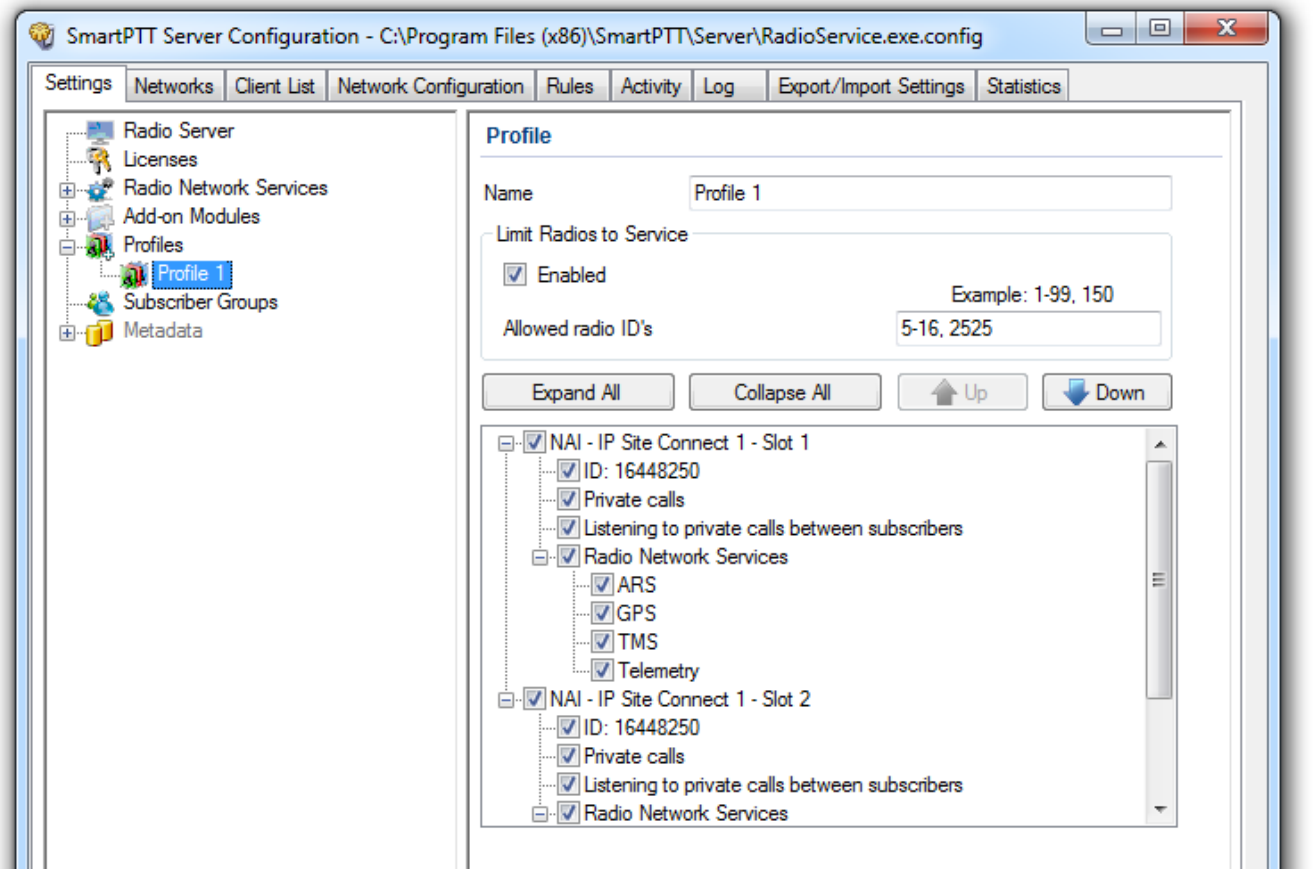 SmartPTT Server Configuration - C:\Program Files (x86)\SmartPTT\Server\RadioService.exe.config
Settings Networks Client List Network Configuration Rules Activity Log Export/Import Settings Statistics
Radio Server
Licenses
Radio Network Services
Add-on Modules
Profiles
Profile 1
Subscriber Groups
Metadata
Profile
Name Profile 1
Limit Radios to Service
Enabled
Example: 1-99, 150
Allowed radio ID's 5-16, 2525
Expand All Collapse All Up Down
NAI - IP Site Connect 1 - Slot 1
ID: 16448250
Private calls
Listening to private calls between subscribers
Radio Network Services
ARS
GPS
TMS
Telemetry
NAI - IP Site Connect 1 - Slot 2
ID: 16448250
Private calls
Listening to private calls between subscribers
Radio Network Services